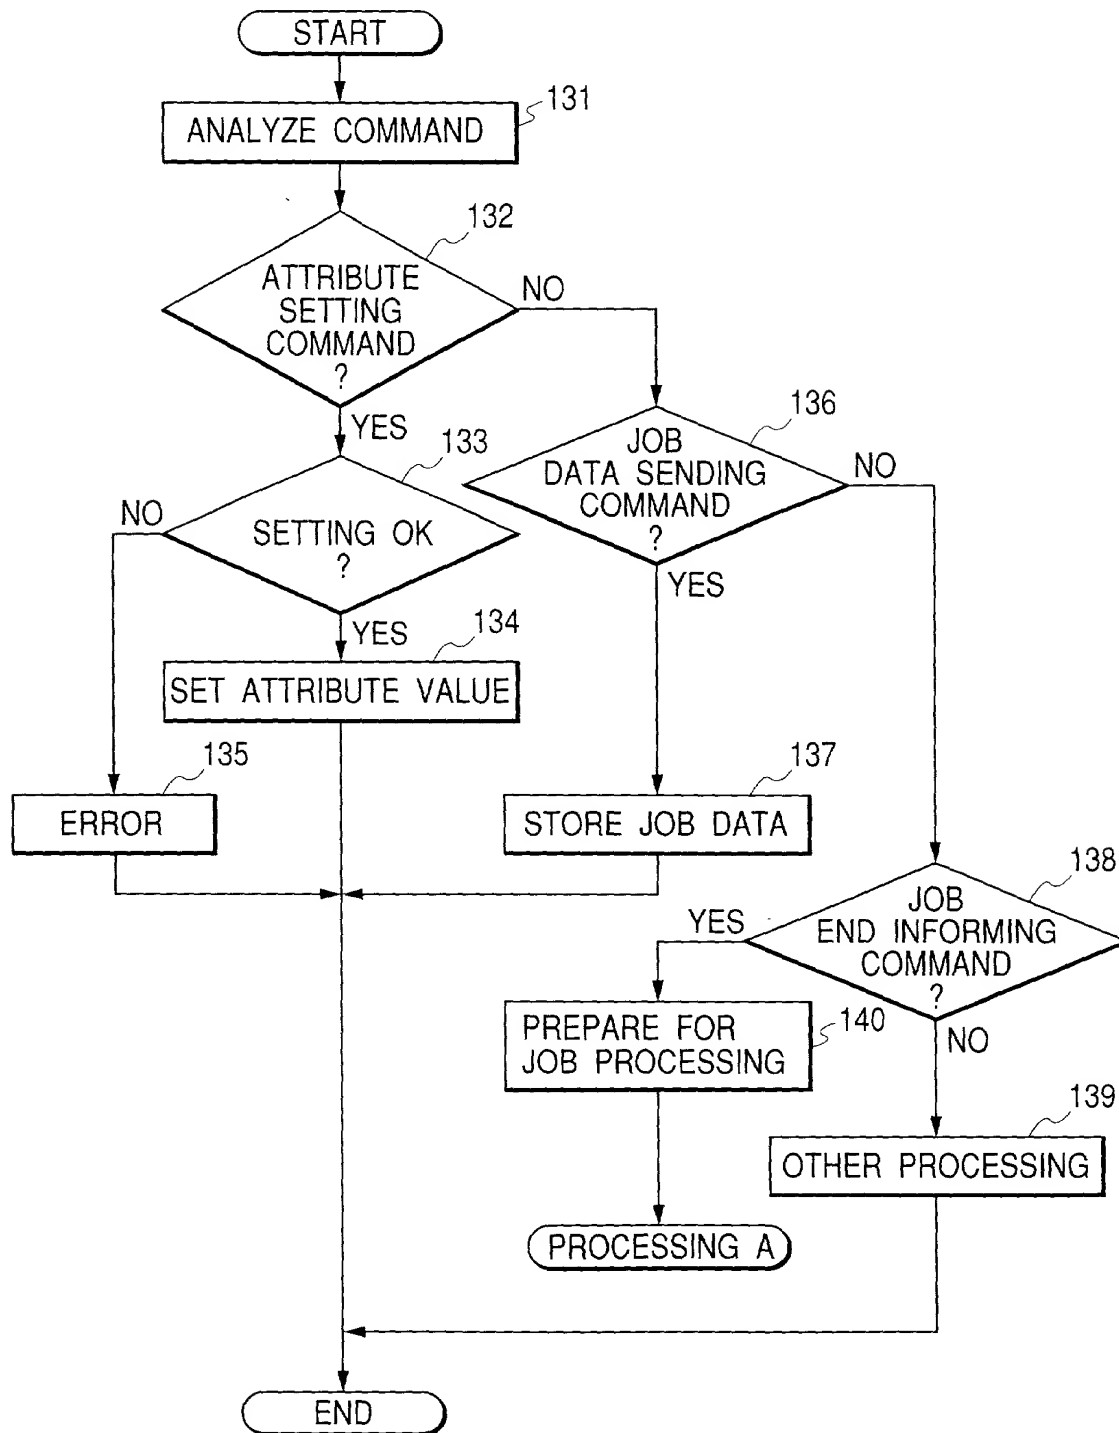 START
131
ANALYZE COMMAND
132
ATTRIBUTE
SETTING
COMMAND
?
NO
YES
133
NO
SETTING OK
?
YES
134
SET ATTRIBUTE VALUE
135
ERROR
136
JOB
DATA SENDING
COMMAND
?
NO
YES
137
STORE JOB DATA
138
JOB
END INFORMING
COMMAND
?
YES
NO
PREPARE FOR
JOB PROCESSING
140
139
OTHER PROCESSING
PROCESSING A
END